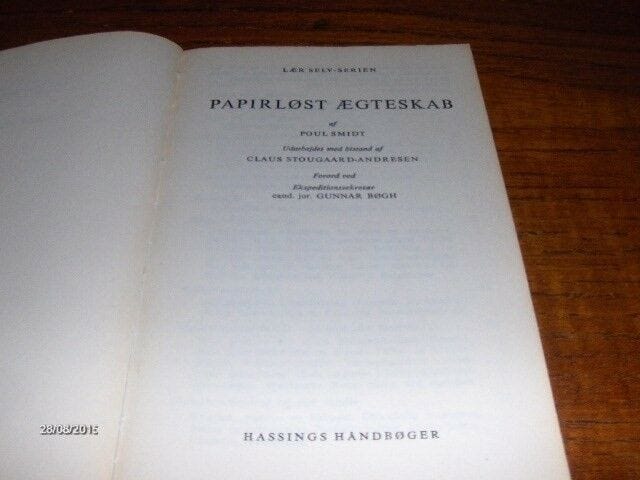 LÆR SELV-SERIEN
PAPIRLØST ÆGTESKAB
af
POUL SMIDT
Udarbejdet med bistand af
CLAUS STOUGAARD-ANDRESEN
Forord ved
Ekspeditionssekretær
cand. jur. GUNNAR BØGH
HASSINGS HÅNDBØGER
28/08/2015